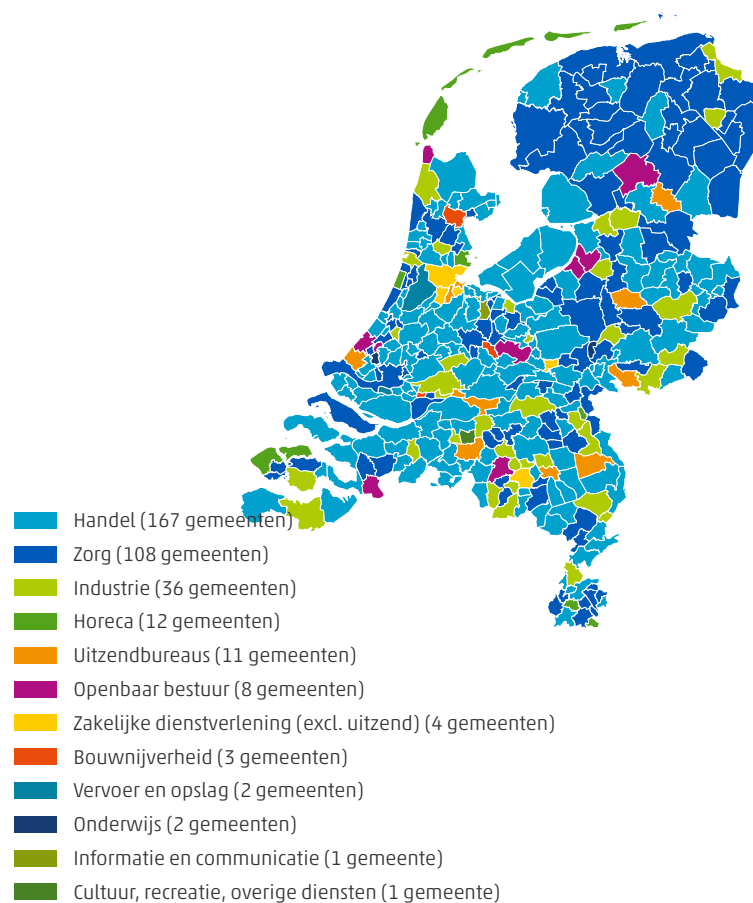 Handel (167 gemeenten)
Zorg (108 gemeenten)
Industrie (36 gemeenten)
Horeca (12 gemeenten)
Uitzendbureaus (11 gemeenten)
Openbaar bestuur (8 gemeenten)
Zakelijke dienstverlening (excl. uitzend) (4 gemeenten)
Bouwnijverheid (3 gemeenten)
Vervoer en opslag (2 gemeenten)
Onderwijs (2 gemeenten)
Informatie en communicatie (1 gemeente)
Cultuur, recreatie, overige diensten (1 gemeente)